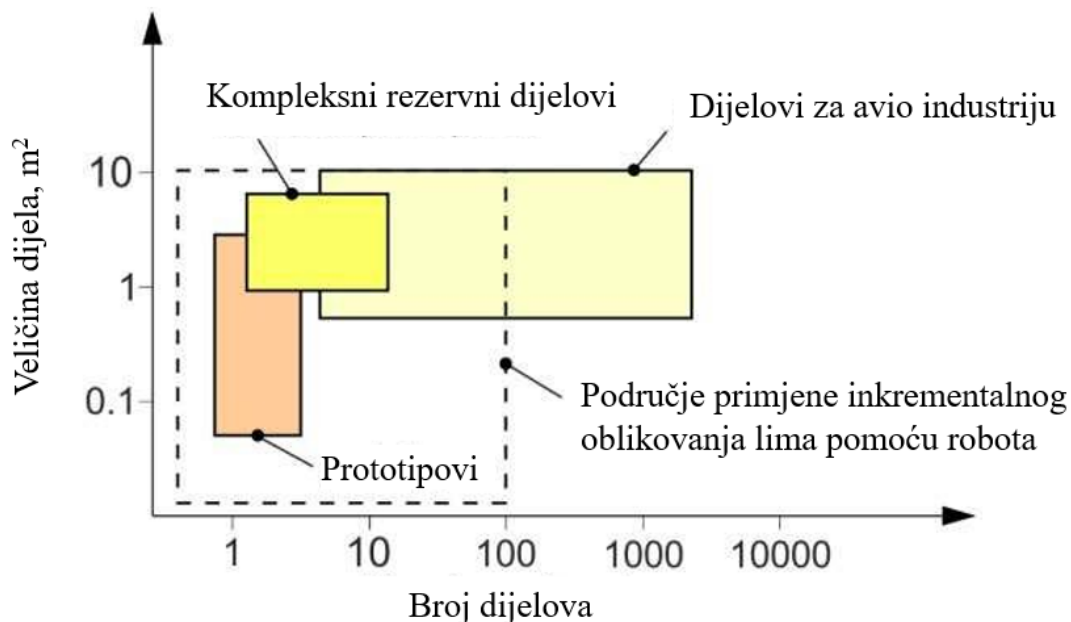 Kompleksni rezervni dijelovi
Dijelovi za avio industriju
Veličina dijela, m²
10
1
0.1
Područje primjene inkrementalnog
oblikovanja lima pomoću robota
Prototipovi
1
10
100
1000
10000
Broj dijelova